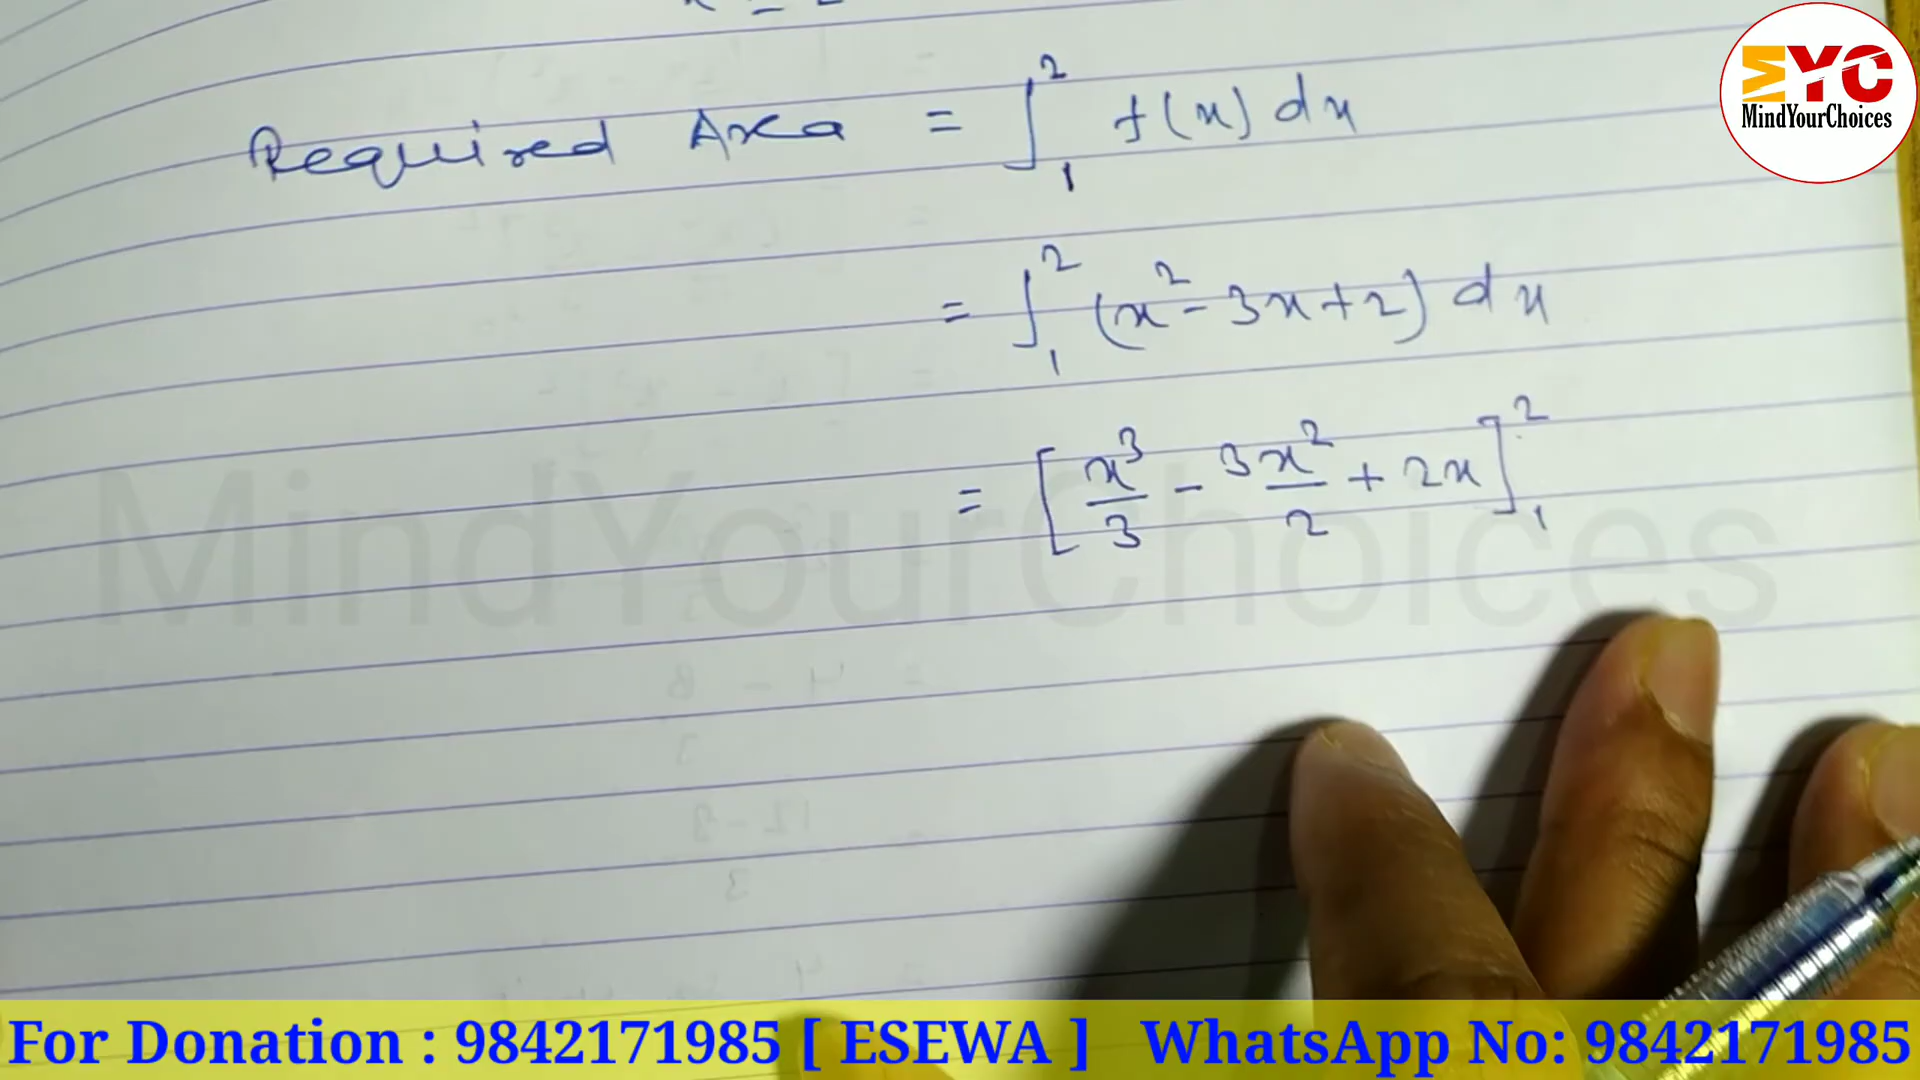 Required Area = ∫₁² f(x) dx
= ∫₁² (x² - 3x + 2) dx
= [x³/3 - 3x²/2 + 2x]₁²
MYC
MindYourChoices
MindYourChoices
For Donation : 9842171985 [ ESEWA ] WhatsApp No: 9842171985